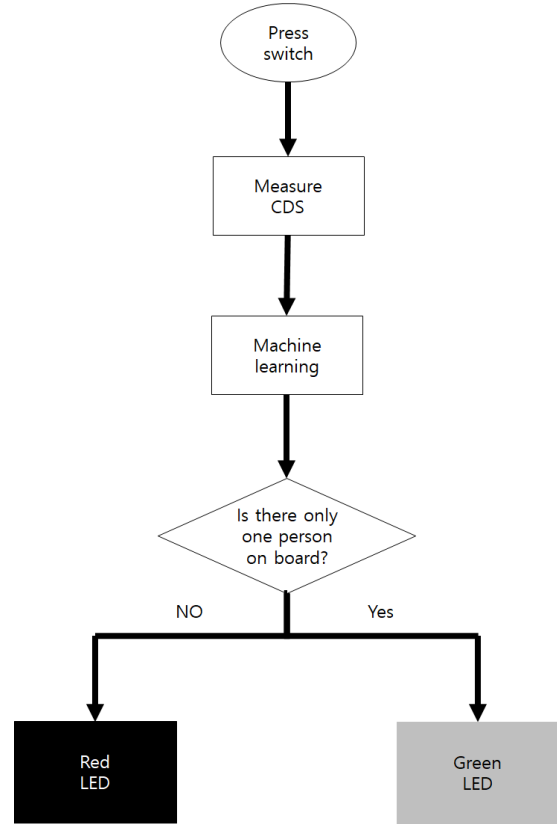 Press
switch
Measure
CDS
Machine
learning
Is there only
one person
on board?
NO
Yes
Red
LED
Green
LED